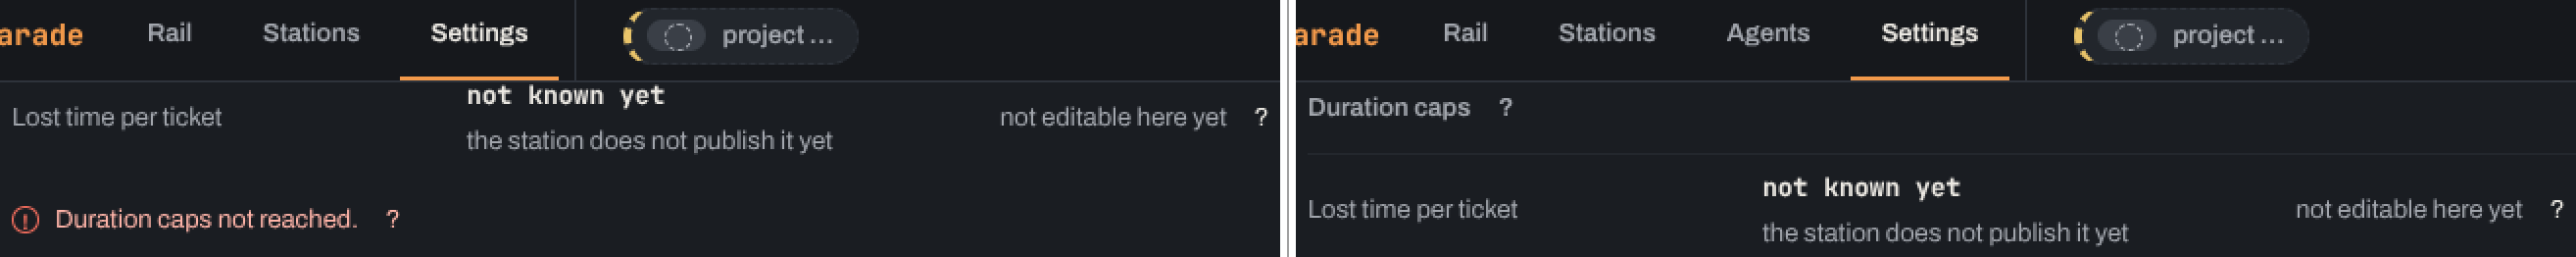 arade Rail Stations Settings project ...
not known yet
Lost time per ticket not editable here yet ?
the station does not publish it yet
Duration caps not reached. ?
arade Rail Stations Agents Settings project ...
Duration caps ?
not known yet
Lost time per ticket not editable here yet ?
the station does not publish it yet